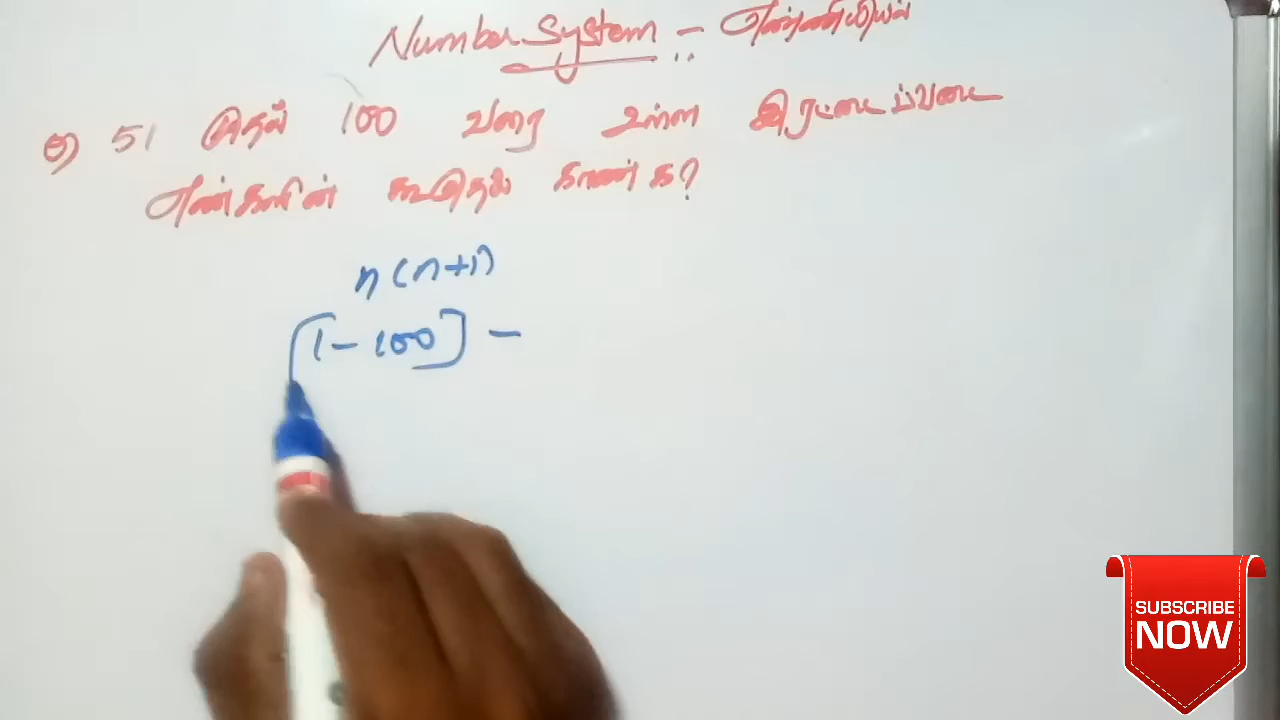 Number System - எண்ணியியல்
1) 51 முதல் 100 வரை உள்ள இரட்டைப்படை
எண்களின் கூடுதல் காண்க?
n(n+1)
[1-100] -
SUBSCRIBE
NOW